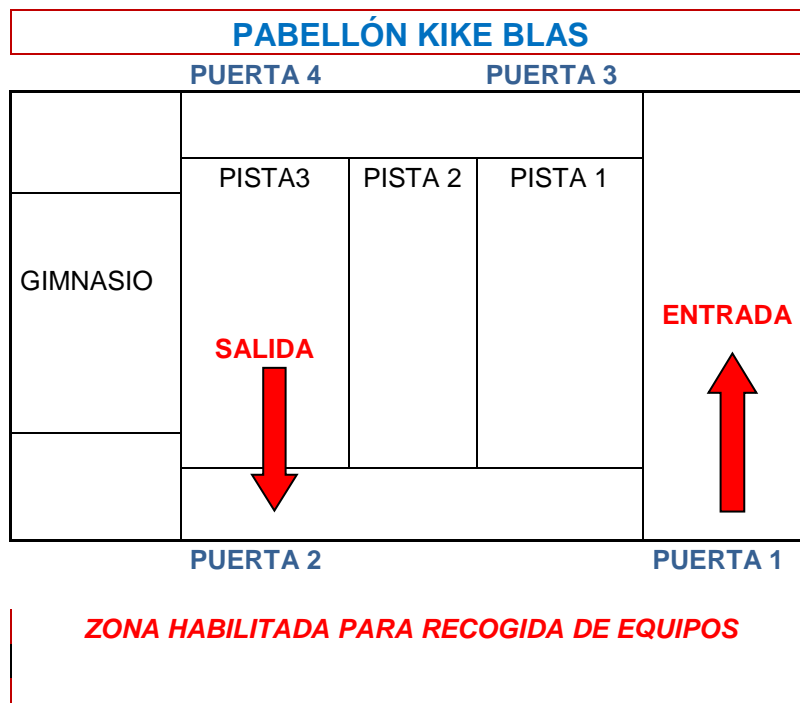 PABELLÓN KIKE BLAS
PUERTA 4 PUERTA 3
PISTA3 PISTA 2 PISTA 1
GIMNASIO
ENTRADA
SALIDA
PUERTA 2 PUERTA 1
ZONA HABILITADA PARA RECOGIDA DE EQUIPOS